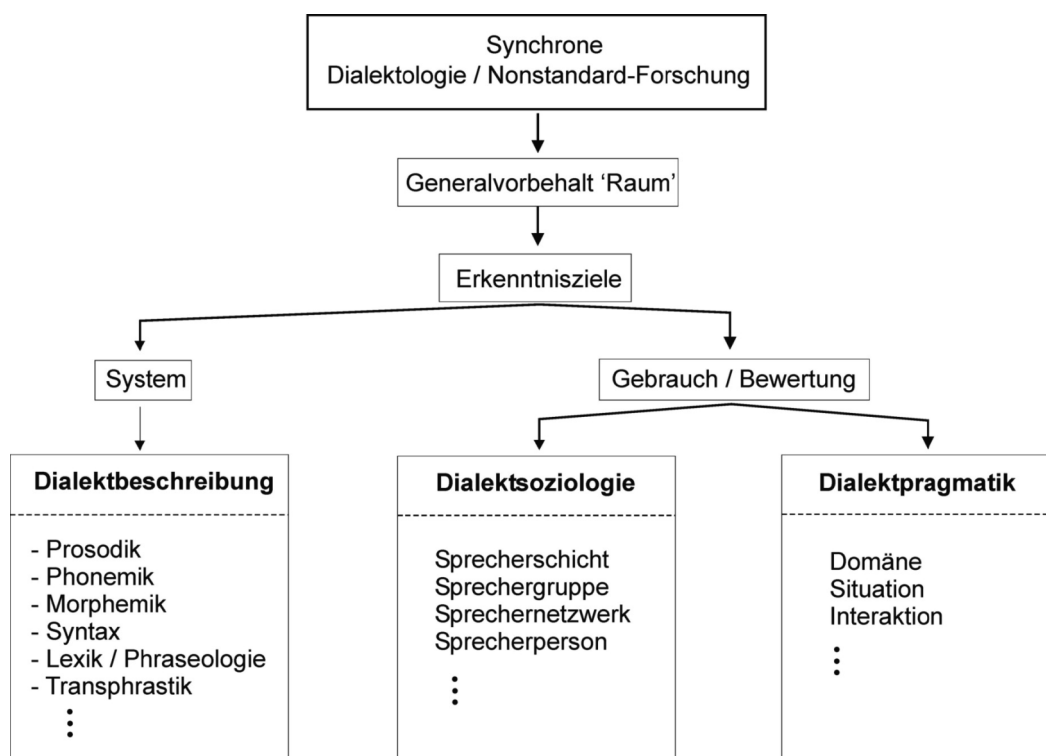 Synchrone
Dialektologie / Nonstandard-Forschung
Generalvorbehalt ‘Raum’
Erkenntnisziele
System
Gebrauch / Bewertung
Dialektbeschreibung
- Prosodik
- Phonemik
- Morphemik
- Syntax
- Lexik / Phraseologie
- Transphrastik
⋮
Dialektsoziologie
Sprecherschicht
Sprechergruppe
Sprechernetzwerk
Sprecherperson
⋮
Dialektpragmatik
Domäne
Situation
Interaktion
⋮